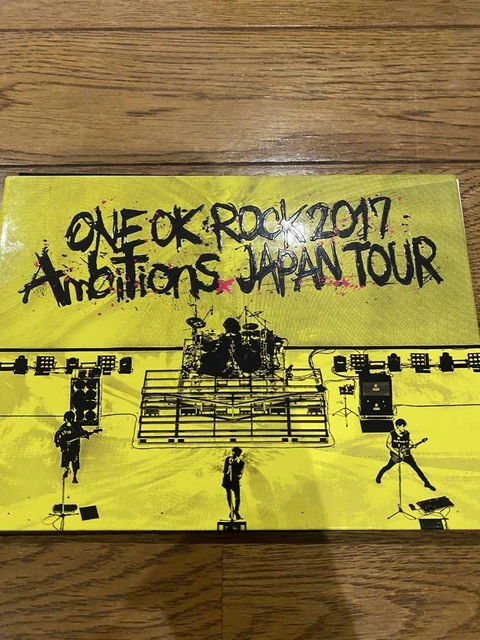 ONE OK ROCK 2017
Ambitions JAPAN TOUR